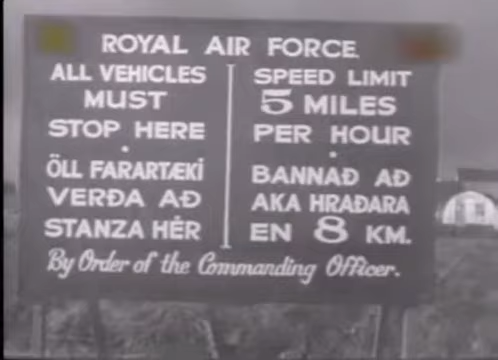 ROYAL AIR FORCE
ALL VEHICLES
MUST
STOP HERE
ÖLL FARARTÆKI
VERÐA AÐ
STANZA HÉR
SPEED LIMIT
5 MILES
PER HOUR
BANNAÐ AÐ
AKA HRAÐARA
EN 8 KM.
By Order of the Commanding Officer.